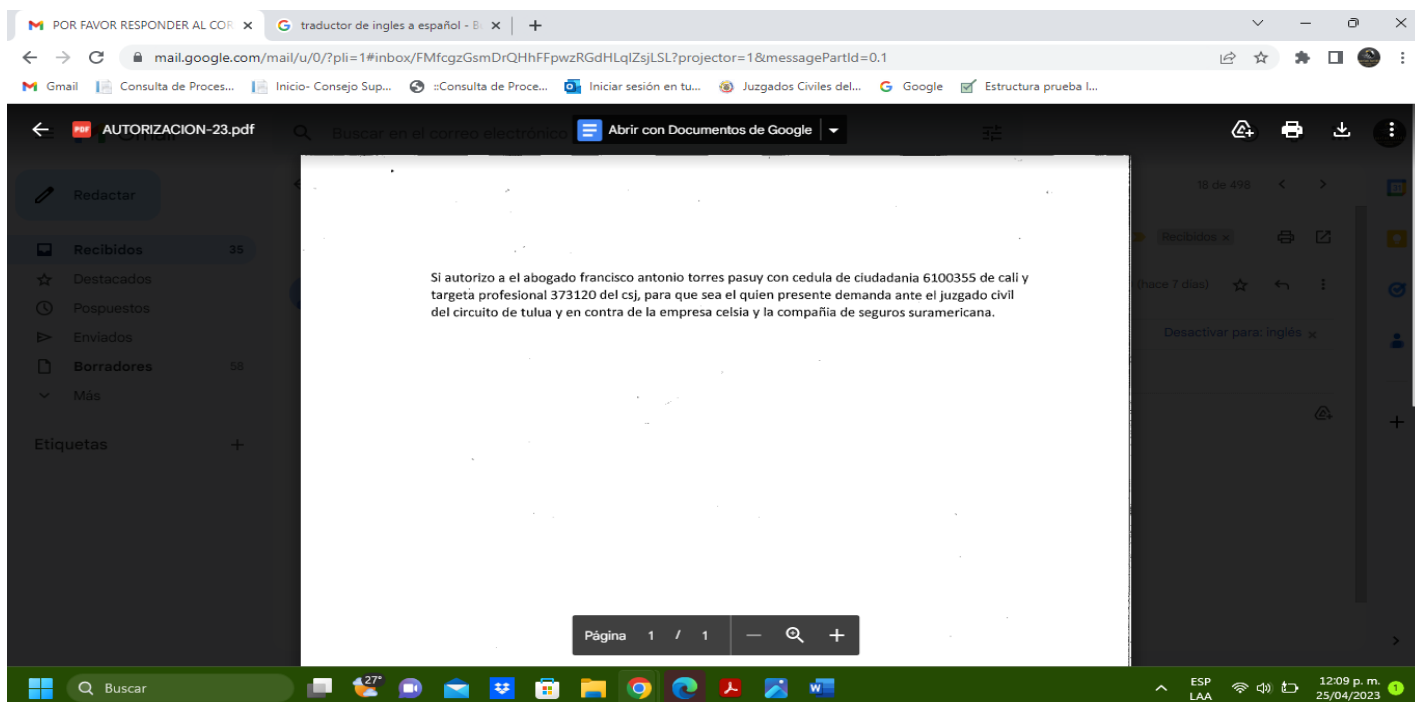 POR FAVOR RESPONDER AL COR
traductor de ingles a español - B
mail.google.com/mail/u/0/?pli=1#inbox/FMfcgzGsmDrQHhFFpwzRGdHLqlZsjLSL?projector=1&messagePartId=0.1
Gmail Consulta de Proces... Inicio- Consejo Sup... ::Consulta de Proce... Iniciar sesión en tu... Juzgados Civiles del... Google Estructura prueba l...
PDF AUTORIZACION-23.pdf Buscar en el correo electrónico Abrir con Documentos de Google
Redactar
18 de 498
Recibidos 35
Recibidos
Destacados
(hace 7 días)
Pospuestos
Enviados
Desactivar para: inglés
Borradores 58
Más
Etiquetas
Si autorizo a el abogado francisco antonio torres pasuy con cedula de ciudadania 6100355 de cali y
targeta profesional 373120 del csj, para que sea el quien presente demanda ante el juzgado civil
del circuito de tulua y en contra de la empresa celsia y la compañia de seguros suramericana.
Página 1 / 1
Buscar
27°
ESP
LAA
12:09 p. m.
25/04/2023
1